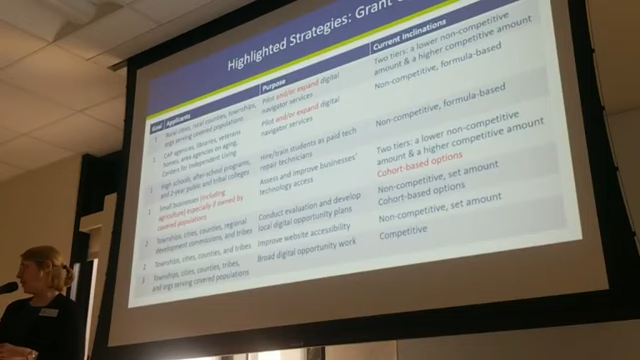 Highlighted Strategies: Grant
Goal Applicants Purpose Current Inclinations
1 Rural cities, rural counties, townships, orgs serving covered populations
Pilot and/or expand digital navigator services
Two tiers: a lower non-competitive amount & a higher competitive amount
1 CAP agencies, libraries, veterans homes, area agencies on aging, Centers for Independent Living
Pilot and/or expand digital navigator services
Non-competitive, formula-based
1 High schools, after-school programs, and 2-year public and tribal colleges
Hire/train students as paid tech repair technicians
Non-competitive, formula-based
1 Small businesses (including agriculture) especially if owned by covered populations
Assess and improve businesses' technology access
Two tiers: a lower non-competitive amount & a higher competitive amount
Cohort-based options
2 Townships, cities, counties, regional development commissions, and tribes
Conduct evaluation and develop local digital opportunity plans
Non-competitive, set amount
Cohort-based options
2 Townships, cities, counties, and tribes
Improve website accessibility
Non-competitive, set amount
3 Townships, cities, counties, tribes, and orgs serving covered populations
Broad digital opportunity work
Competitive